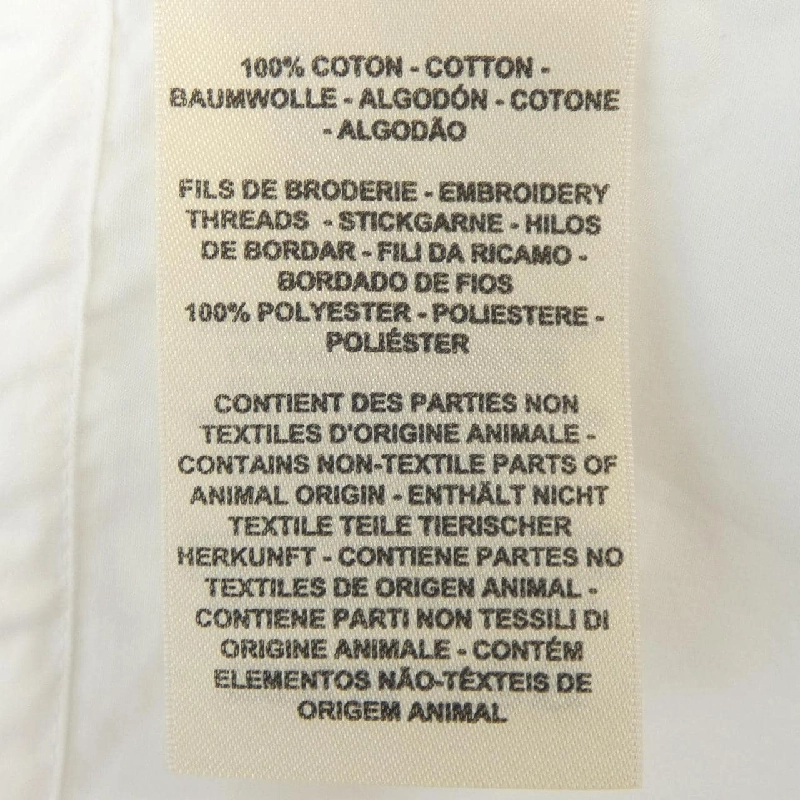 100% COTON - COTTON -
BAUMWOLLE - ALGODÓN - COTONE
- ALGODÃO
FILS DE BRODERIE - EMBROIDERY
THREADS - STICKGARNE - HILOS
DE BORDAR - FILI DA RICAMO -
BORDADO DE FIOS
100% POLYESTER - POLIESTERE -
POLIÉSTER
CONTIENT DES PARTIES NON
TEXTILES D'ORIGINE ANIMALE -
CONTAINS NON-TEXTILE PARTS OF
ANIMAL ORIGIN - ENTHÄLT NICHT
TEXTILE TEILE TIERISCHER
HERKUNFT - CONTIENE PARTES NO
TEXTILES DE ORIGEN ANIMAL -
CONTIENE PARTI NON TESSILI DI
ORIGINE ANIMALE - CONTÉM
ELEMENTOS NÃO-TÊXTEIS DE
ORIGEM ANIMAL